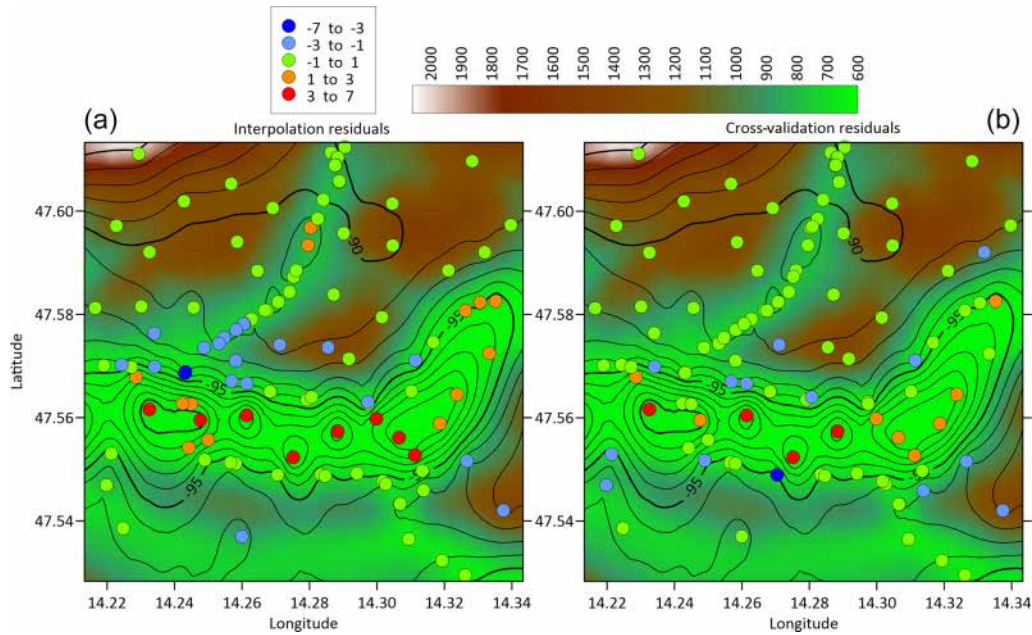 -7 to -3
-3 to -1
-1 to 1
1 to 3
3 to 7
2000 1900 1800 1700 1600 1500 1400 1300 1200 1100 1000 900 800 700 600
(a) Interpolation residuals
Cross-validation residuals (b)
47.60
47.58
47.56
47.54
Latitude
-90
-95
-95
-95
14.22 14.24 14.26 14.28 14.30 14.32 14.34
Longitude
47.60
47.58
47.56
47.54
-90
-95
-95
-95
14.22 14.24 14.26 14.28 14.30 14.32 14.34
Longitude